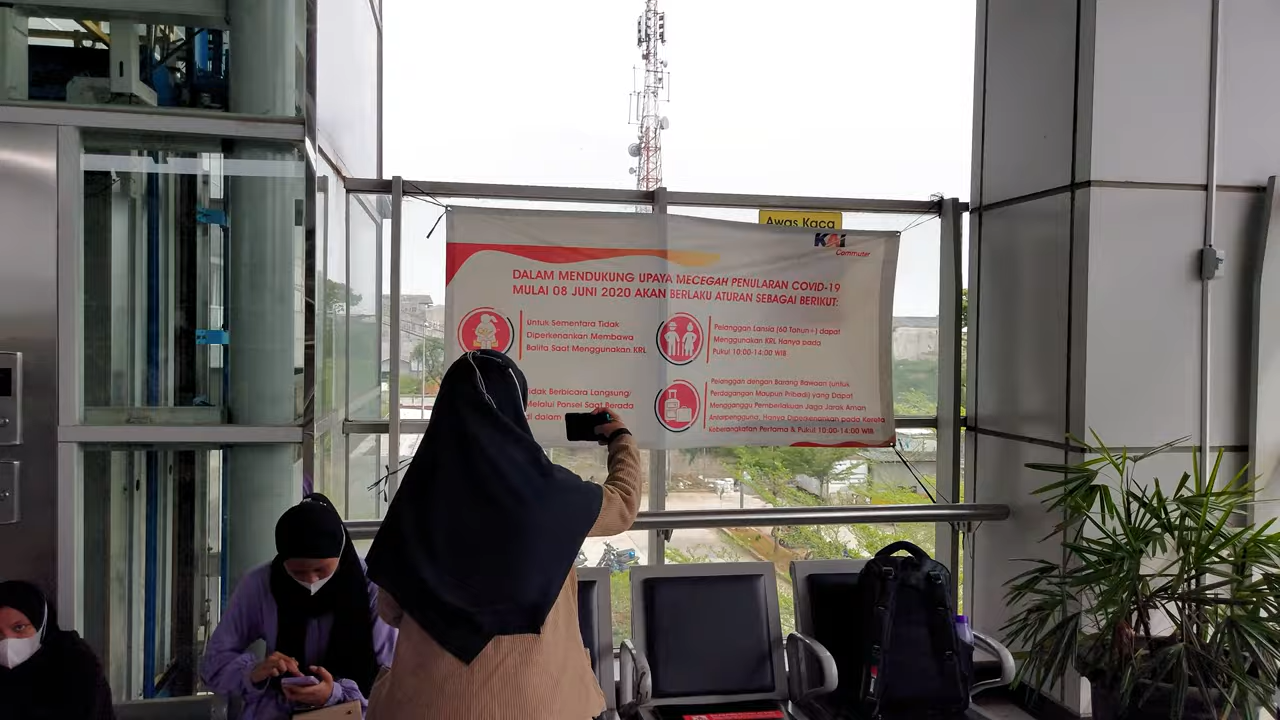 Awas Kaca
KAI
Commuter
DALAM MENDUKUNG UPAYA MECEGAH PENULARAN COVID-19
MULAI 08 JUNI 2020 AKAN BERLAKU ATURAN SEBAGAI BERIKUT:
Untuk Sementara Tidak
Diperkenankan Membawa
Balita Saat Menggunakan KRL
Pelanggan Lansia (60 Tahun+) dapat
Menggunakan KRL Hanya pada
Pukul 10:00-14:00 WIB
idak Berbicara Langsung
Melalui Ponsel Saat Berada
di dalam
Pelanggan dengan Barang Bawaan (untuk
Perdagangan Maupun Pribadi) yang Dapat
Mengganggu Pemberlakuan Jaga Jarak Aman
Antarpengguna, Hanya Diperkenankan pada Kereta
Keberangkatan Pertama & Pukul 10:00-14:00 WIB